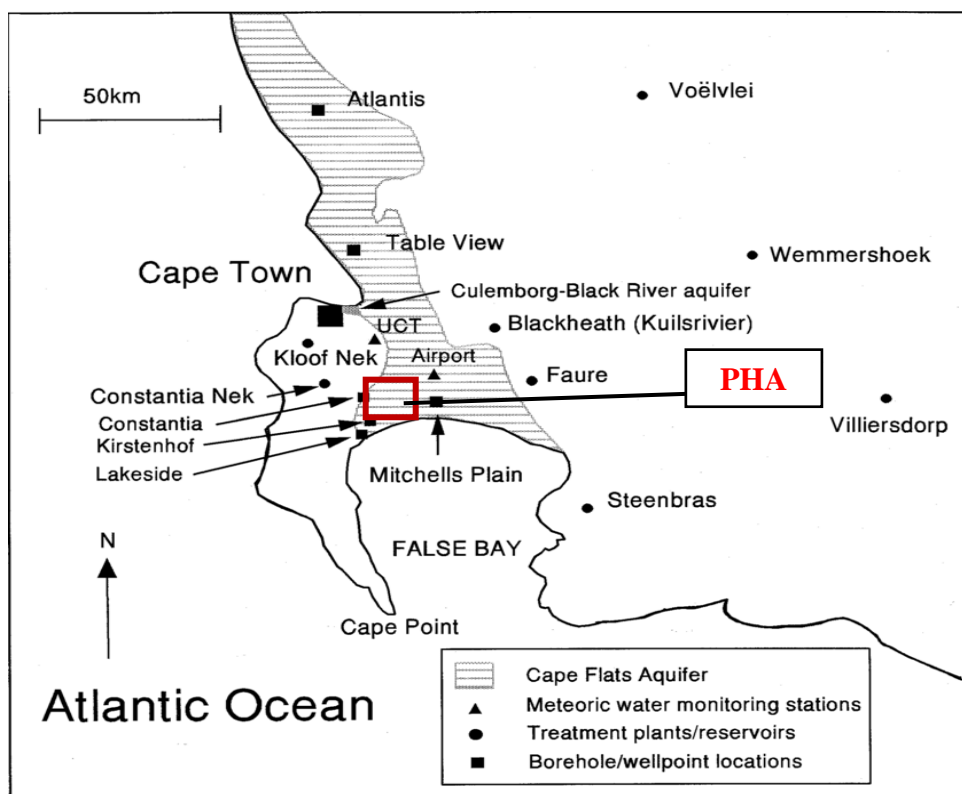 50km
Atlantis
Voëlvlei
Table View
Wemmershoek
Cape Town
Culemborg-Black River aquifer
UCT
Blackheath (Kuilsrivier)
Kloof Nek
Airport
Faure
PHA
Constantia Nek
Constantia
Villiersdorp
Kirstenhof
Lakeside
Mitchells Plain
Steenbras
N
FALSE BAY
Cape Point
Atlantic Ocean
Cape Flats Aquifer
Meteoric water monitoring stations
Treatment plants/reservoirs
Borehole/wellpoint locations